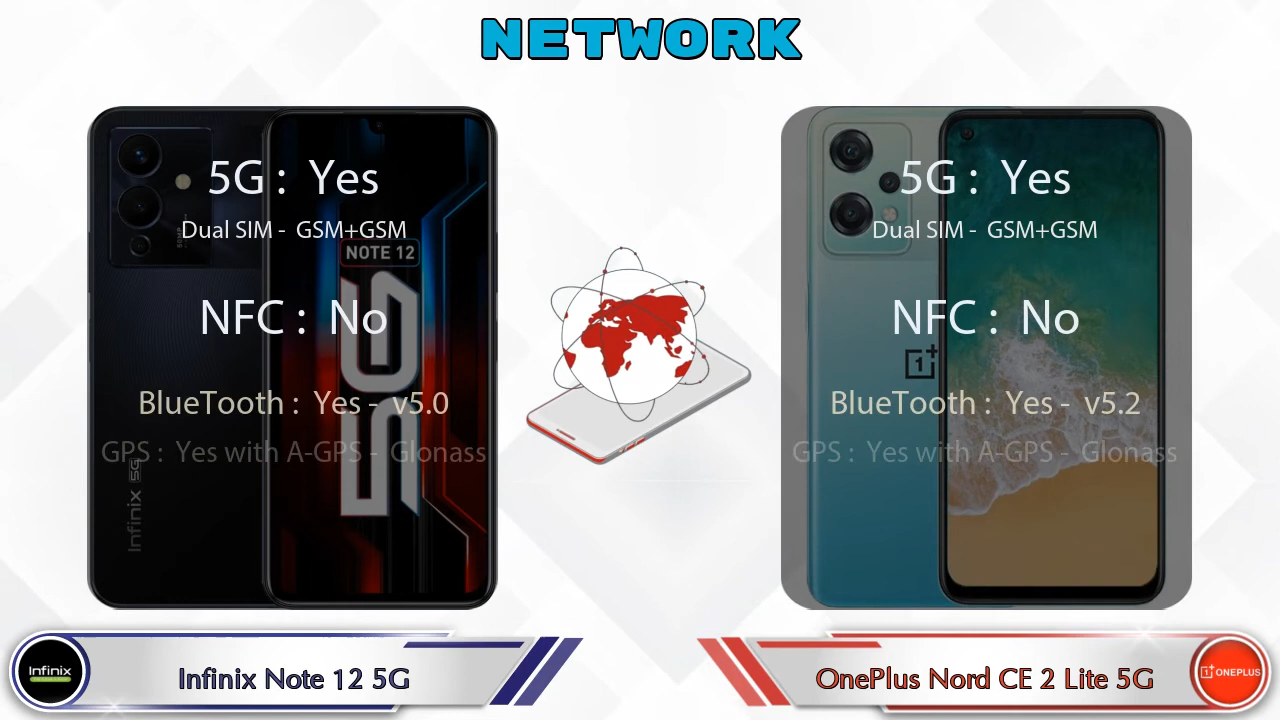 NETWORK
5G : Yes
Dual SIM - GSM+GSM
NOTE 12
5G
NFC : No
BlueTooth : Yes - v5.0
GPS : Yes with A-GPS - Glonass
Infinix 5G
5G : Yes
Dual SIM - GSM+GSM
NFC : No
BlueTooth : Yes - v5.2
GPS : Yes with A-GPS - Glonass
Infinix
Infinix Note 12 5G
OnePlus Nord CE 2 Lite 5G
ONEPLUS